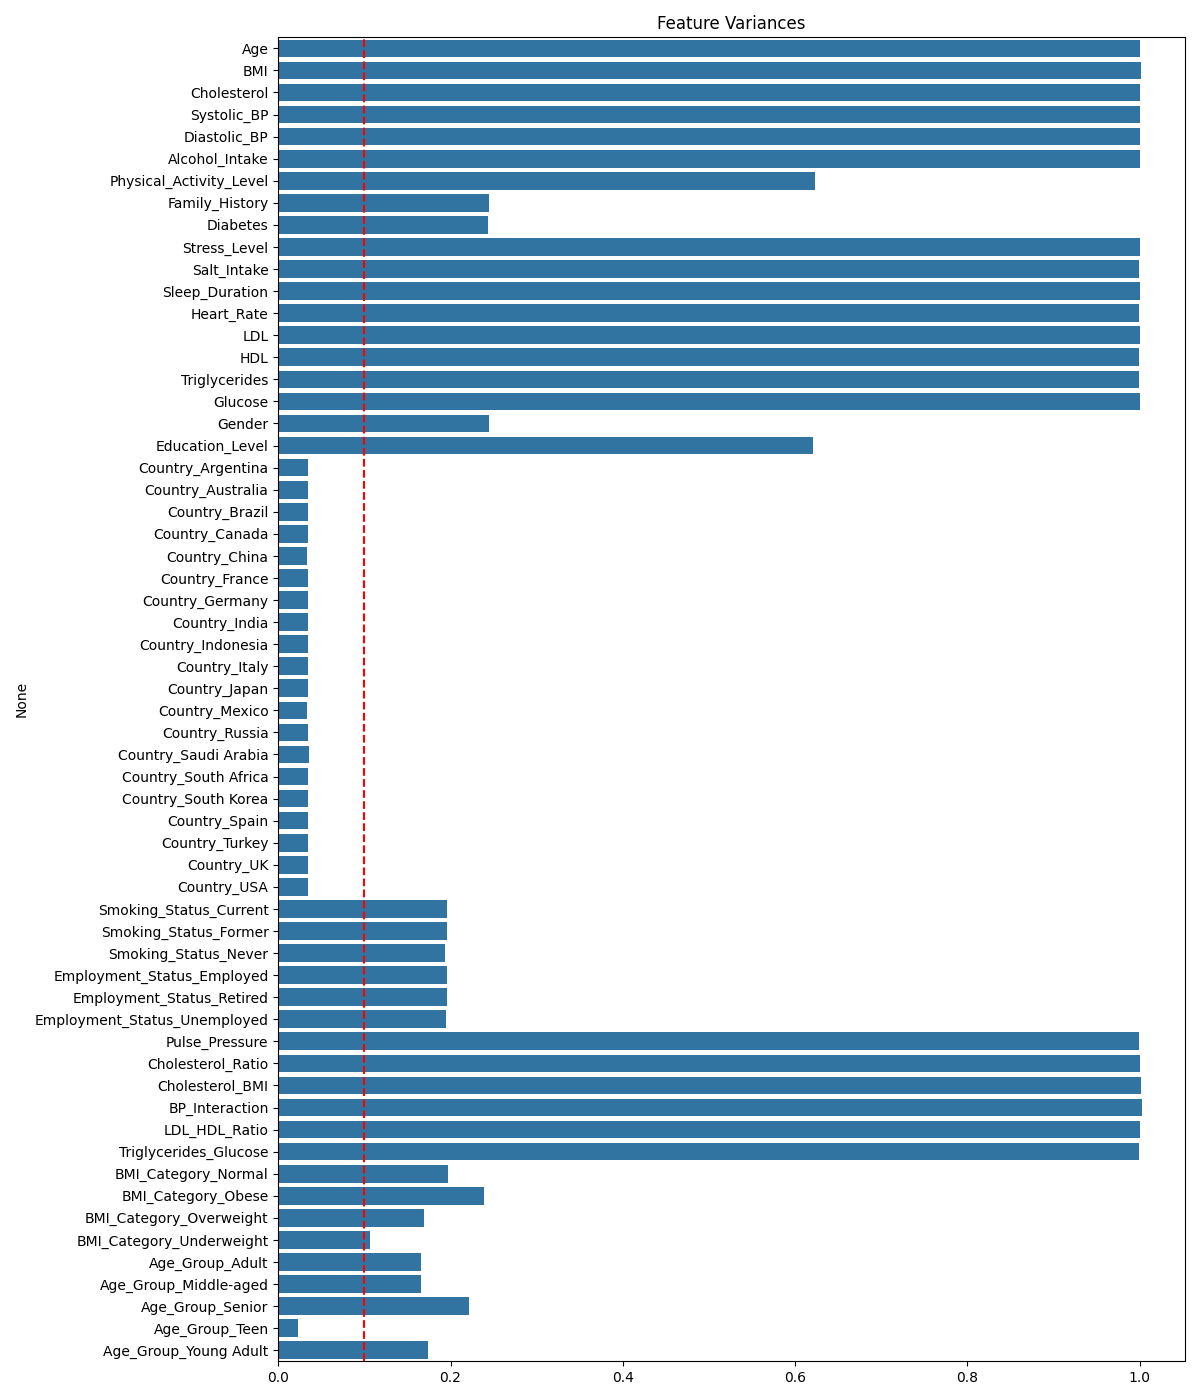 Feature Variances
Age
BMI
Cholesterol
Systolic_BP
Diastolic_BP
Alcohol_Intake
Physical_Activity_Level
Family_History
Diabetes
Stress_Level
Salt_Intake
Sleep_Duration
Heart_Rate
LDL
HDL
Triglycerides
Glucose
Gender
Education_Level
Country_Argentina
Country_Australia
Country_Brazil
Country_Canada
Country_China
Country_France
Country_Germany
Country_India
Country_Indonesia
Country_Italy
Country_Japan
Country_Mexico
Country_Russia
Country_Saudi Arabia
Country_South Africa
Country_South Korea
Country_Spain
Country_Turkey
Country_UK
Country_USA
Smoking_Status_Current
Smoking_Status_Former
Smoking_Status_Never
Employment_Status_Employed
Employment_Status_Retired
Employment_Status_Unemployed
Pulse_Pressure
Cholesterol_Ratio
Cholesterol_BMI
BP_Interaction
LDL_HDL_Ratio
Triglycerides_Glucose
BMI_Category_Normal
BMI_Category_Obese
BMI_Category_Overweight
BMI_Category_Underweight
Age_Group_Adult
Age_Group_Middle-aged
Age_Group_Senior
Age_Group_Teen
Age_Group_Young Adult
None
0.0 0.2 0.4 0.6 0.8 1.0